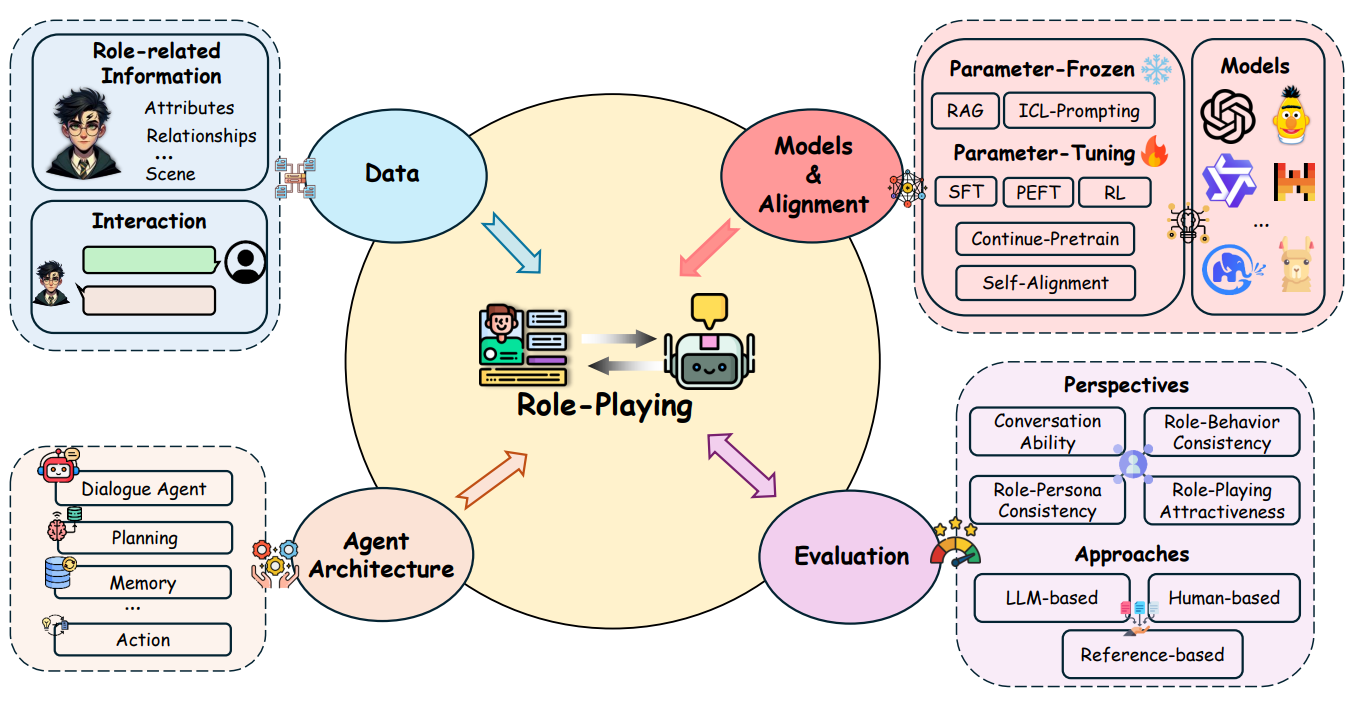 Role-related
Information
Attributes
Relationships
...
Scene
Interaction
Data
Models
&
Alignment
Parameter-Frozen
RAG
ICL-Prompting
Parameter-Tuning
SFT
PEFT
RL
Continue-Pretrain
Self-Alignment
Models
...
Role-Playing
Dialogue Agent
Planning
Memory
...
Action
Agent
Architecture
Evaluation
Perspectives
Conversation
Ability
Role-Behavior
Consistency
Role-Persona
Consistency
Role-Playing
Attractiveness
Approaches
LLM-based
Human-based
Reference-based